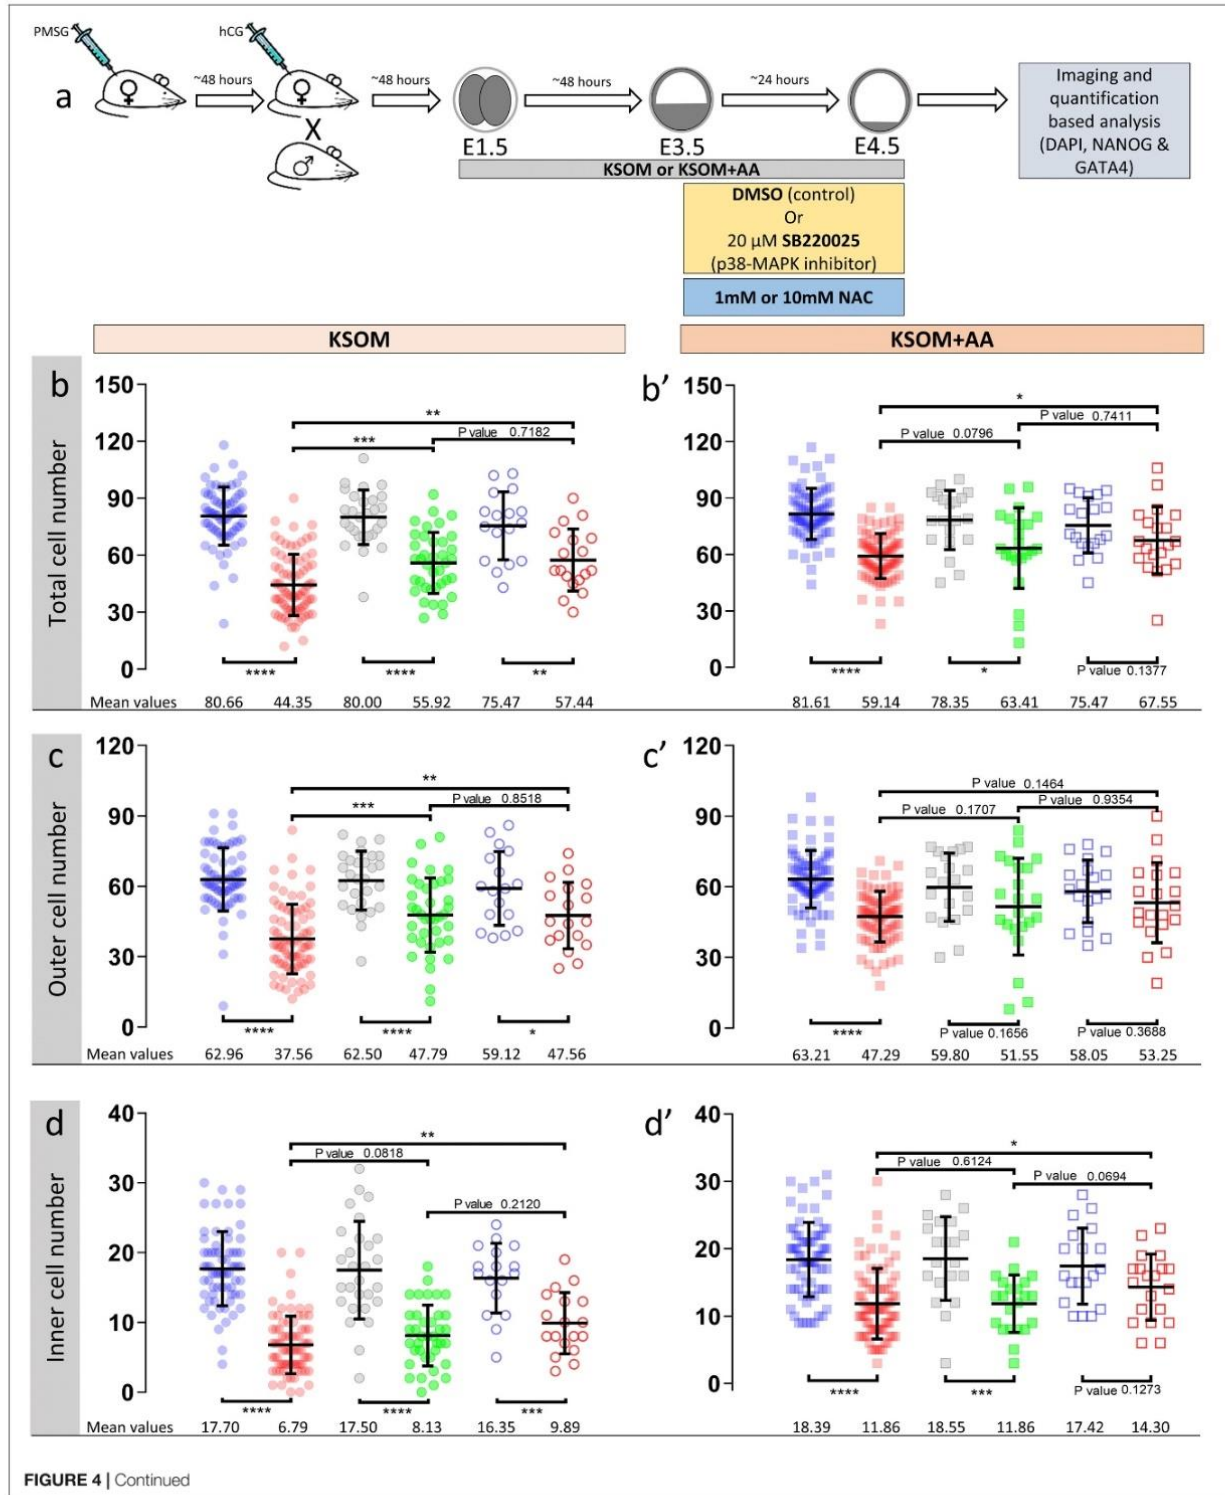 PMSG
hCG
a
~48 hours
~48 hours
~48 hours
~24 hours
♀
♀
X
♂
E1.5
E3.5
E4.5
Imaging and
quantification
based analysis
(DAPI, NANOG &
GATA4)
KSOM or KSOM+AA
DMSO (control)
Or
20 μM SB220025
(p38-MAPK inhibitor)
1mM or 10mM NAC
KSOM
KSOM+AA
b
Total cell number
150
120
90
60
30
0
**
P value 0.7182
***
****
****
**
Mean values 80.66 44.35 80.00 55.92 75.47 57.44
b’
150
120
90
60
30
0
*
P value 0.7411
P value 0.0796
****
*
P value 0.1377
81.61 59.14 78.35 63.41 75.47 67.55
c
Outer cell number
120
90
60
30
0
**
P value 0.8518
***
****
****
*
Mean values 62.96 37.56 62.50 47.79 59.12 47.56
c’
120
90
60
30
0
P value 0.1464
P value 0.9354
P value 0.1707
****
P value 0.1656
P value 0.3688
63.21 47.29 59.80 51.55 58.05 53.25
d
Inner cell number
40
30
20
10
0
**
P value 0.0818
P value 0.2120
****
****
***
Mean values 17.70 6.79 17.50 8.13 16.35 9.89
d’
40
30
20
10
0
*
P value 0.6124
P value 0.0694
****
***
P value 0.1273
18.39 11.86 18.55 11.86 17.42 14.30
FIGURE 4 | Continued